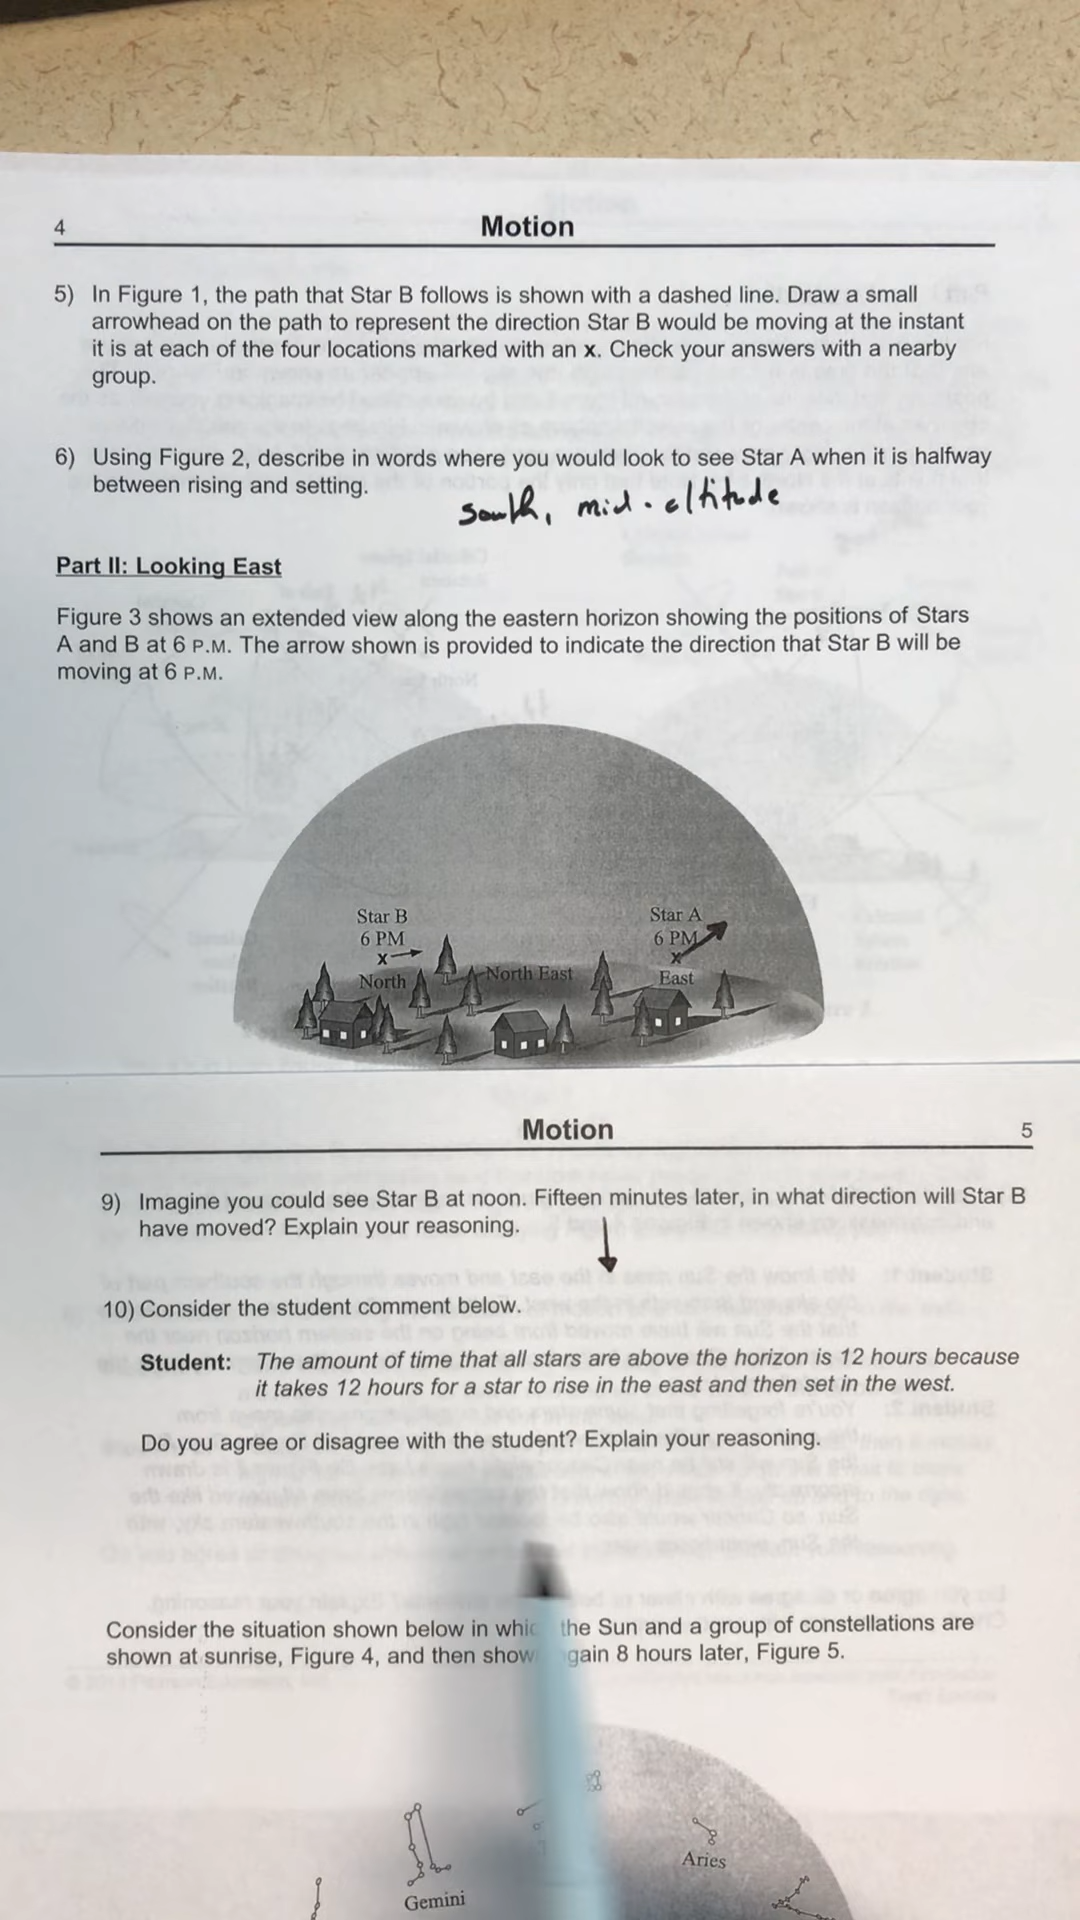 4
Motion
5) In Figure 1, the path that Star B follows is shown with a dashed line. Draw a small
arrowhead on the path to represent the direction Star B would be moving at the instant
it is at each of the four locations marked with an x. Check your answers with a nearby
group.
6) Using Figure 2, describe in words where you would look to see Star A when it is halfway
between rising and setting.
south, mid-altitude
Part II: Looking East
Figure 3 shows an extended view along the eastern horizon showing the positions of Stars
A and B at 6 P.M. The arrow shown is provided to indicate the direction that Star B will be
moving at 6 P.M.
Star B
6 PM
x
North
North East
Star A
6 PM
x
East
Motion
5
9) Imagine you could see Star B at noon. Fifteen minutes later, in what direction will Star B
have moved? Explain your reasoning.
10) Consider the student comment below.
Student: The amount of time that all stars are above the horizon is 12 hours because
it takes 12 hours for a star to rise in the east and then set in the west.
Do you agree or disagree with the student? Explain your reasoning.
Consider the situation shown below in the Sun and a group of constellations are
shown at sunrise, Figure 4, and then 8 hours later, Figure 5.
Aries
Gemini